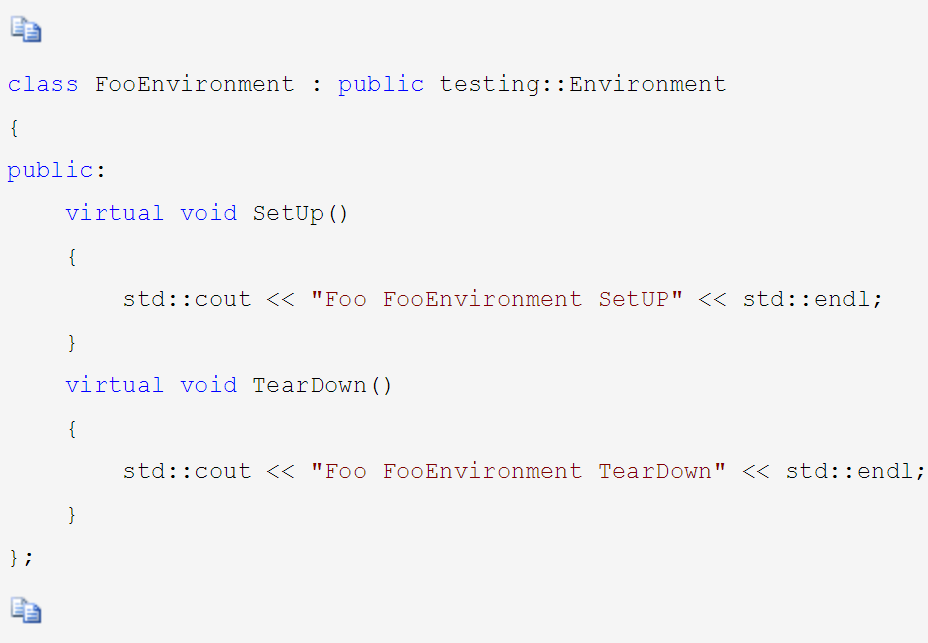 class FooEnvironment : public testing::Environment
{
public:
    virtual void SetUp()
    {
        std::cout << "Foo FooEnvironment SetUP" << std::endl;
    }
    virtual void TearDown()
    {
        std::cout << "Foo FooEnvironment TearDown" << std::endl;
    }
};